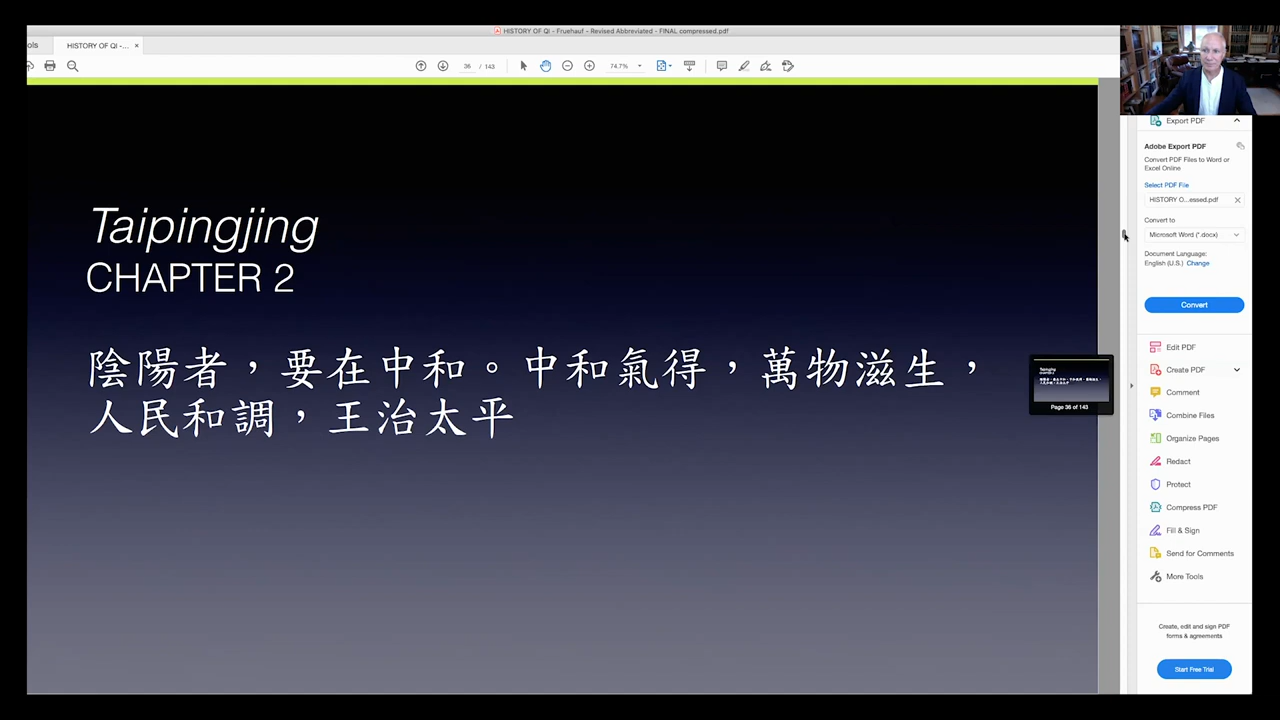 HISTORY OF QI - Fruehauf - Revised Abbreviated - FINAL compressed.pdf
ols
HISTORY OF QI -... ×
36 / 143
74.7%
Export PDF
Adobe Export PDF
Convert PDF Files to Word or
Excel Online
Select PDF File
HISTORY O...essed.pdf
Convert to
Microsoft Word (*.docx)
Document Language:
English (U.S.) Change
Convert
Edit PDF
Create PDF
Comment
Combine Files
Organize Pages
Redact
Protect
Compress PDF
Fill & Sign
Send for Comments
More Tools
Create, edit and sign PDF
forms & agreements
Start Free Trial
Taipingjing
CHAPTER 2
陰陽者，要在中和。中和氣得，萬物滋生，
人民和調，王治太平
Page 36 of 143